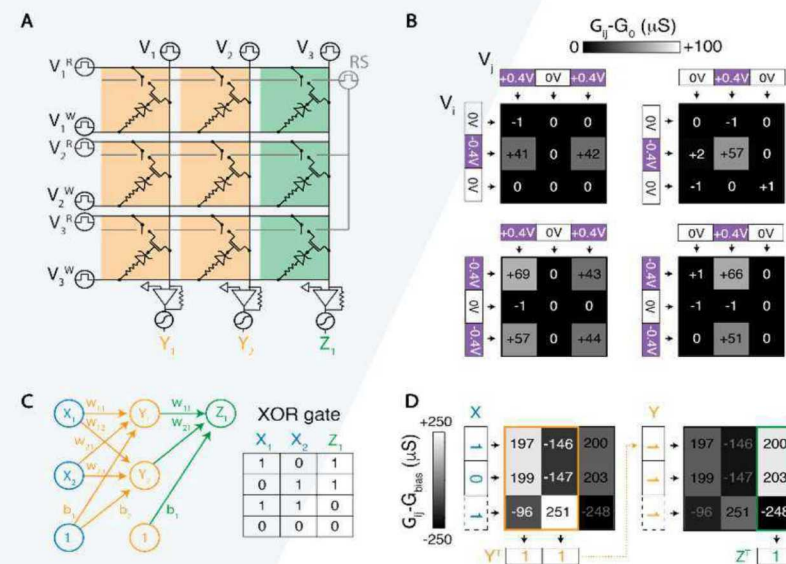 A
V1 V2 V3
V1R
RS
V1W
V2R
V2W
V3R
V3W
Y1 Y2 Z1
B
Gij-G0 (μS)
0 +100
Vj
+0.4V 0V +0.4V
Vi
0V -1 0 0
-0.4V +41 0 +42
0V 0 0 0
0V +0.4V 0V
0V 0 -1 0
-0.4V +2 +57 0
0V -1 0 +1
+0.4V 0V +0.4V
-0.4V +69 0 +43
0V -1 0 0
-0.4V +57 0 +44
0V +0.4V 0V
-0.4V +1 +66 0
0V -1 -1 0
-0.4V 0 +51 0
C
X1 w11 Y1 w11 Z1
w12 w21
w21
X2 Y2
b1 b1
1 1
XOR gate
X1 X2 Z1
1 0 1
0 1 1
1 1 0
0 0 0
D
+250
Gij-Gbias (μS)
-250
X
1 197 -146 200
0 199 -147 203
1 -96 251 -248
YT 1 1
Y
1 197 -146 200
1 199 -147 203
1 -96 251 -248
ZT 1